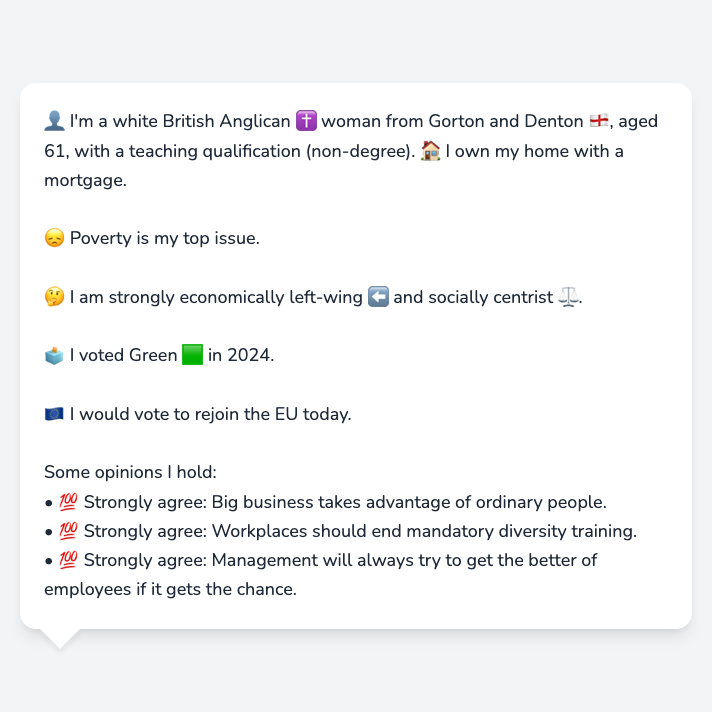 👤 I'm a white British Anglican ✝️ woman from Gorton and Denton 🏴󠁧󠁢󠁥󠁮󠁧󠁿, aged
61, with a teaching qualification (non-degree). 🏠 I own my home with a
mortgage.
😞 Poverty is my top issue.
🤔 I am strongly economically left-wing ⬅️ and socially centrist ⚖️.
🗳️ I voted Green 🟩 in 2024.
🇪🇺 I would vote to rejoin the EU today.
Some opinions I hold:
• 💯 Strongly agree: Big business takes advantage of ordinary people.
• 💯 Strongly agree: Workplaces should end mandatory diversity training.
• 💯 Strongly agree: Management will always try to get the better of
employees if it gets the chance.